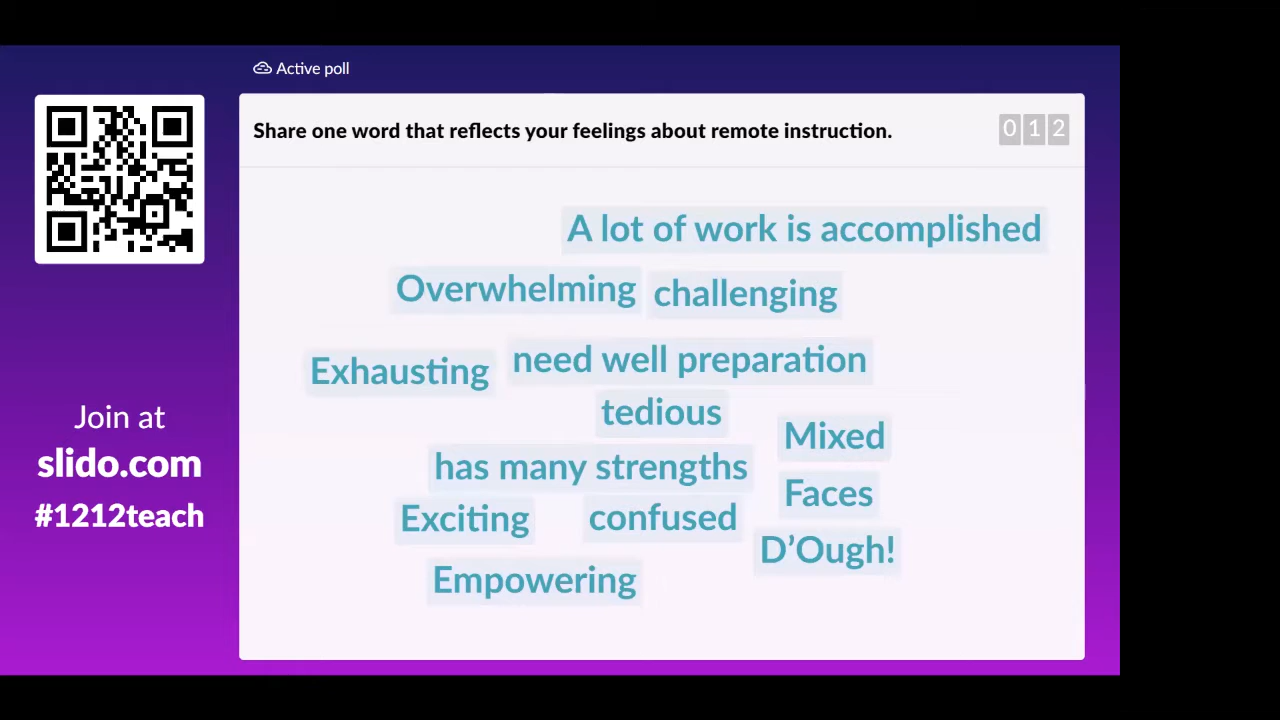 Active poll
Share one word that reflects your feelings about remote instruction.
012
A lot of work is accomplished
Overwhelming
challenging
Exhausting
need well preparation
tedious
Mixed
has many strengths
Faces
Exciting
confused
D’Ough!
Empowering
Join at
slido.com
#1212teach